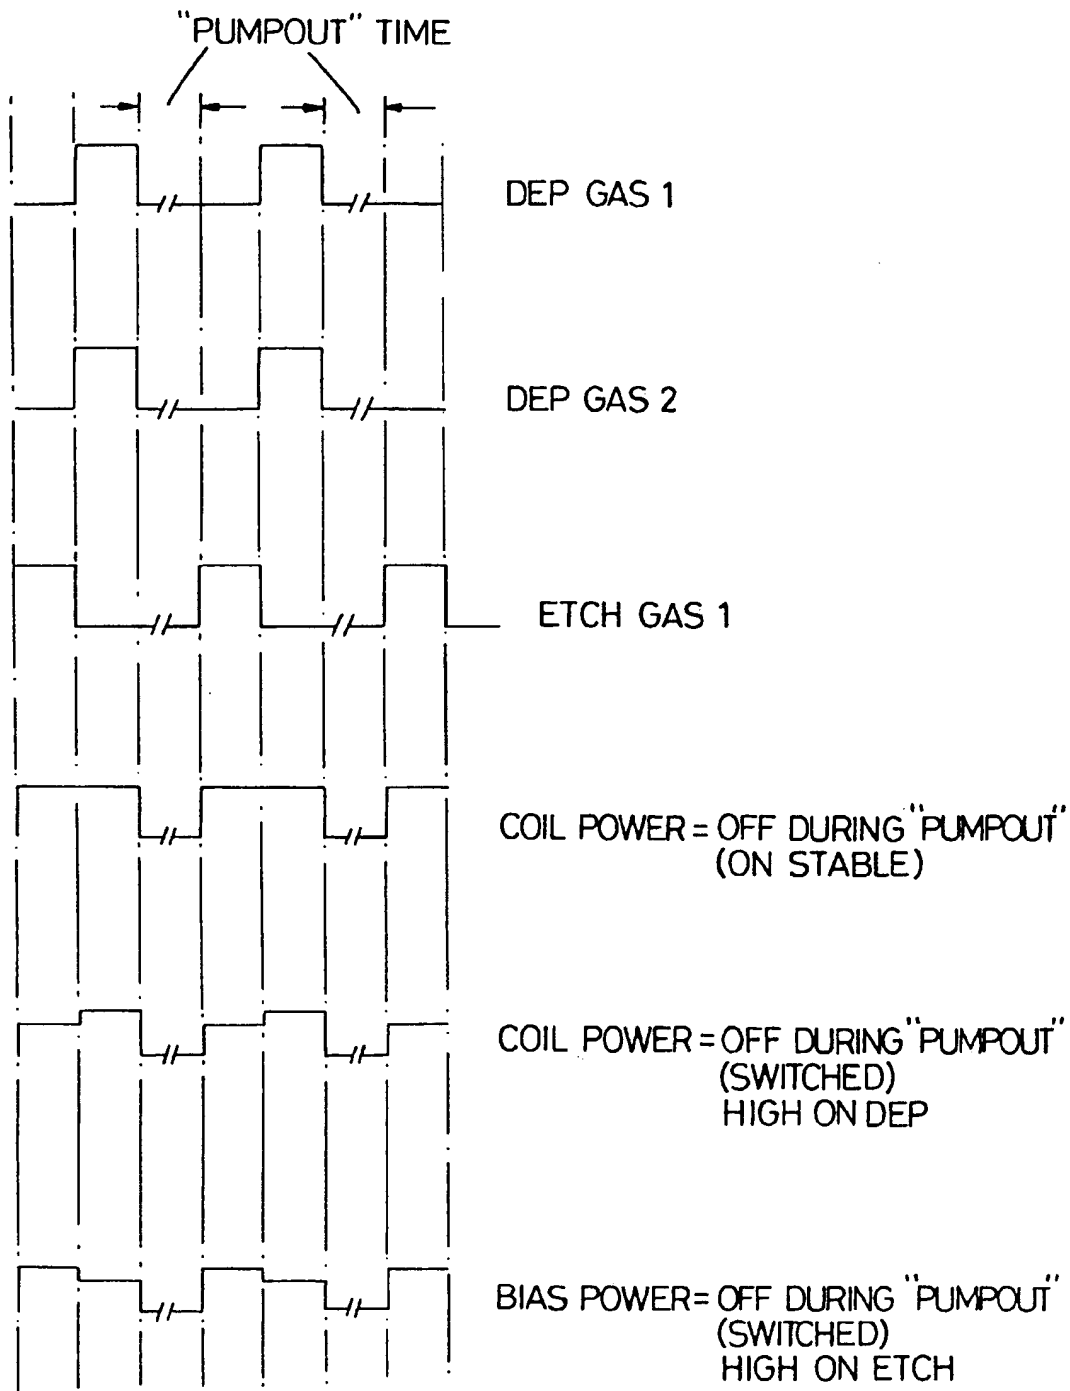 "PUMPOUT" TIME
DEP GAS 1
DEP GAS 2
ETCH GAS 1
COIL POWER = OFF DURING "PUMPOUT"
(ON STABLE)
COIL POWER = OFF DURING "PUMPOUT"
(SWITCHED)
HIGH ON DEP
BIAS POWER = OFF DURING "PUMPOUT"
(SWITCHED)
HIGH ON ETCH